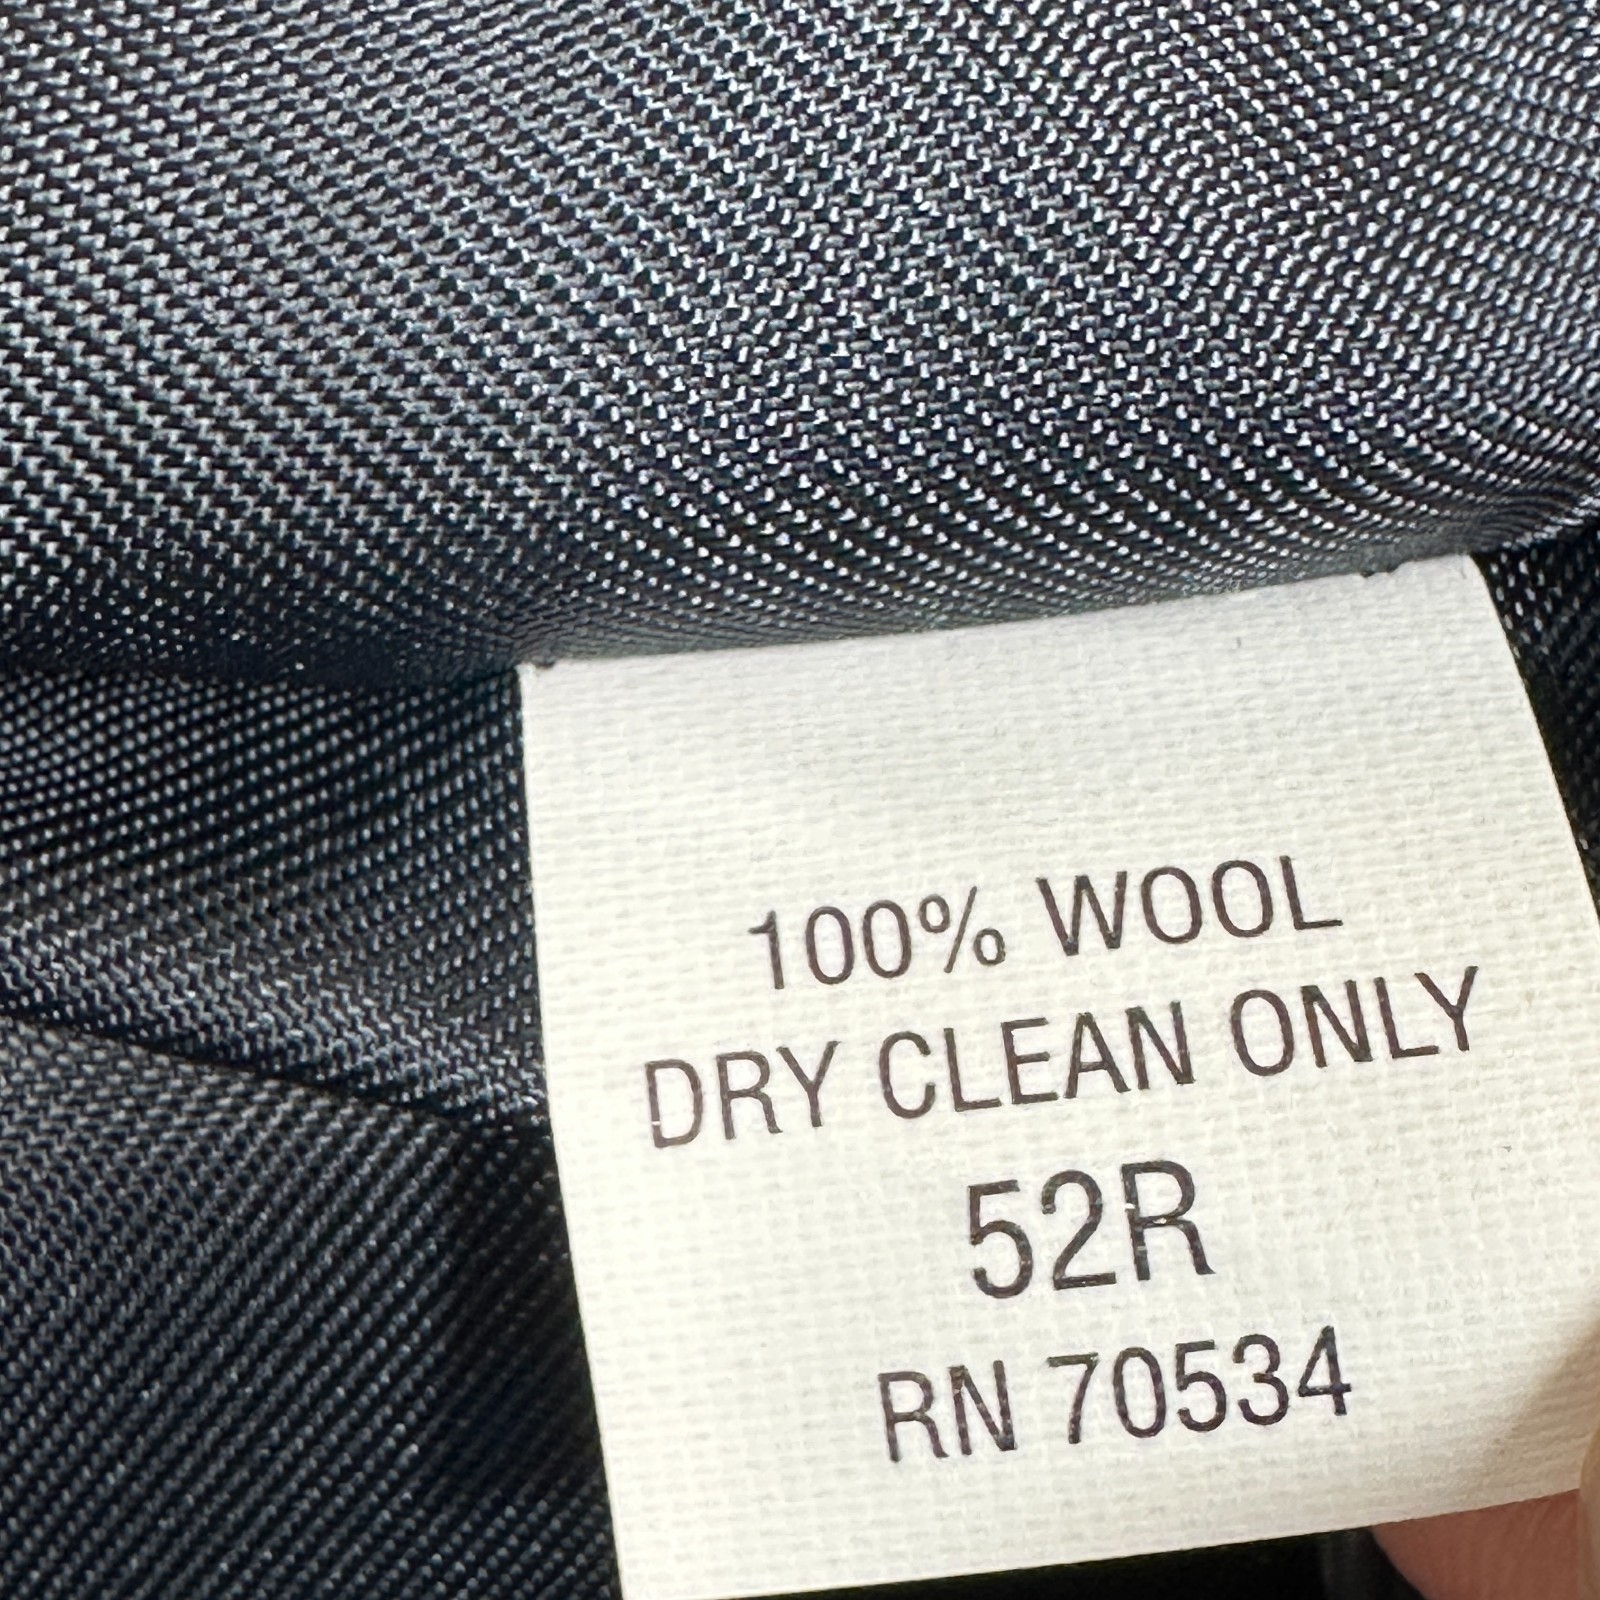 100% WOOL
DRY CLEAN ONLY
52R
RN 70534